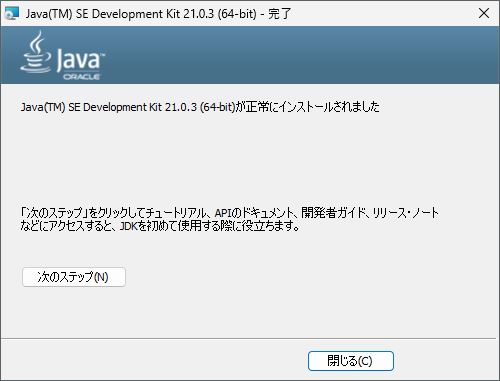 Java(TM) SE Development Kit 21.0.3 (64-bit) - 完了
Java™
ORACLE
Java(TM) SE Development Kit 21.0.3 (64-bit)が正常にインストールされました
「次のステップ」をクリックしてチュートリアル、APIのドキュメント、開発者ガイド、リリース・ノート
などにアクセスすると、JDKを初めて使用する際に役立ちます。
次のステップ(N)
閉じる(C)